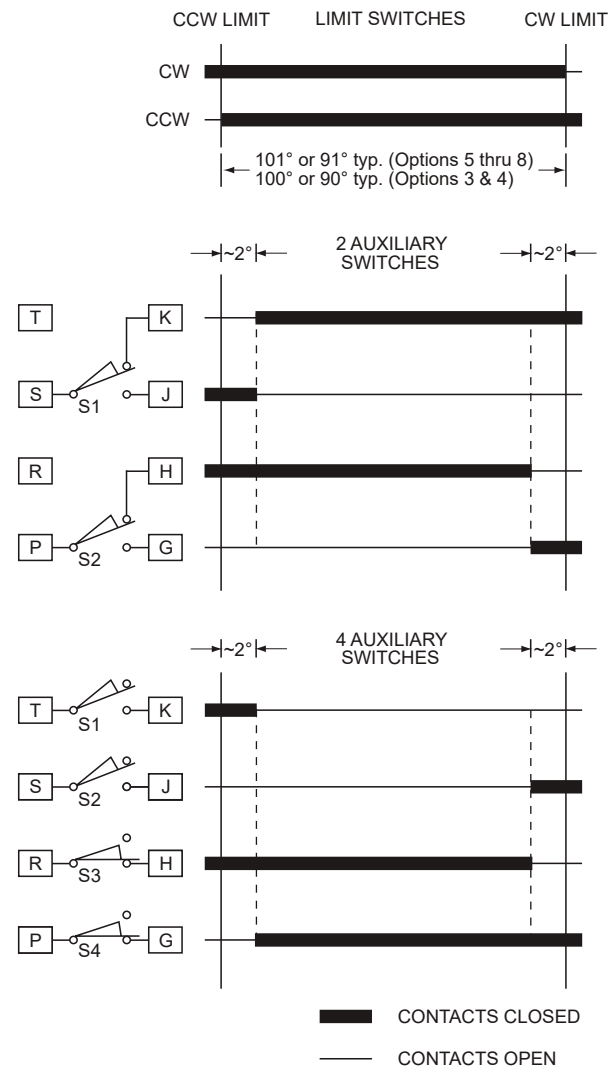 CCW LIMIT LIMIT SWITCHES CW LIMIT
CW
CCW
101° or 91° typ. (Options 5 thru 8)
100° or 90° typ. (Options 3 & 4)
~2° 2 AUXILIARY ~2°
SWITCHES
T K
S S1 J
R H
P S2 G
~2° 4 AUXILIARY ~2°
SWITCHES
T S1 K
S S2 J
R S3 H
P S4 G
CONTACTS CLOSED
CONTACTS OPEN